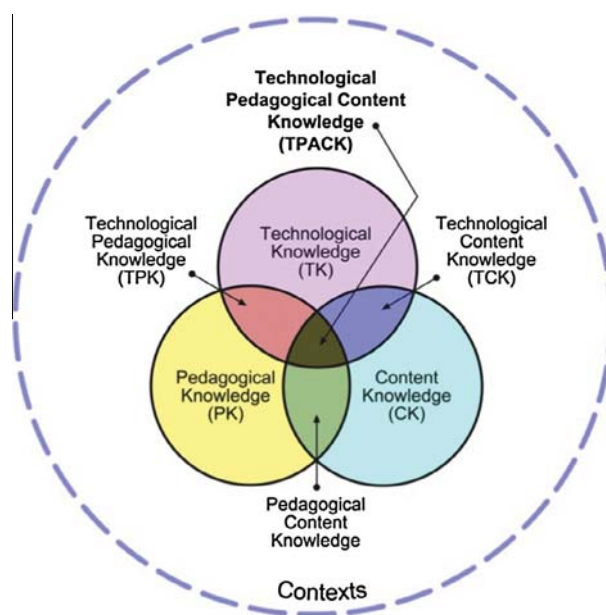 Technological
Pedagogical Content
Knowledge
(TPACK)
Technological
Pedagogical
Knowledge
(TPK)
Technological
Knowledge
(TK)
Technological
Content
Knowledge
(TCK)
Pedagogical
Knowledge
(PK)
Content
Knowledge
(CK)
Pedagogical
Content
Knowledge
Contexts